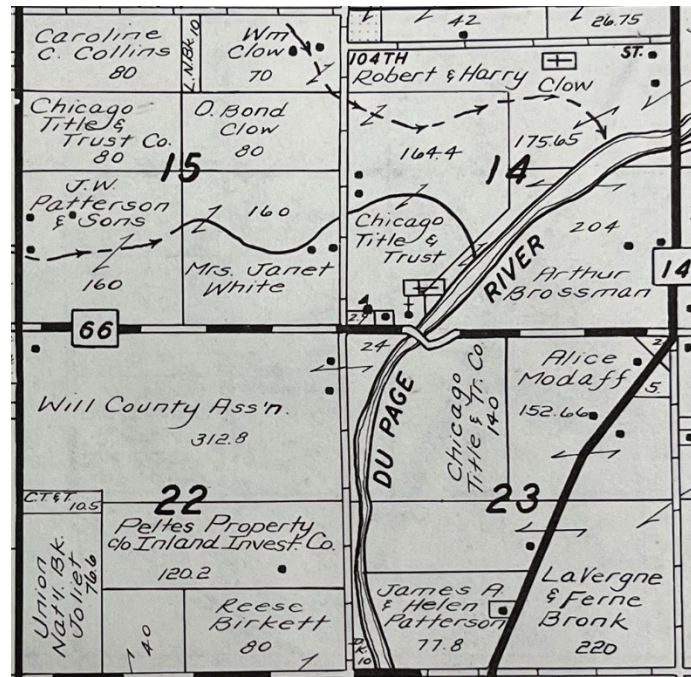 42
26.75
Caroline
C. Collins
80
L.N.BK. 10
Wm
Clow
70
104TH
ST.
Robert & Harry
Clow
175.65
164.4
14
Chicago
Title &
Trust Co.
80
O. Bond
Clow
80
15
J.W.
Patterson
& Sons
160
160
Mrs. Janet
White
Chicago
Title &
Trust
204
Arthur
Brossman
DU PAGE RIVER
14
66
24
Will County Ass'n.
312.8
Chicago
Title & Tr. Co.
140
Alice
Modaff
152.66
2
5.
22
23
C.T.&T.
10.5
Union
Nat'l. Bk.
Joliet
76.6
Peltes Property
c/o Inland Invest. Co.
120.2
40
Reese
Birkett
80
James A.
& Helen
Patterson
77.8
LaVergne
& Ferne
Bronk
220